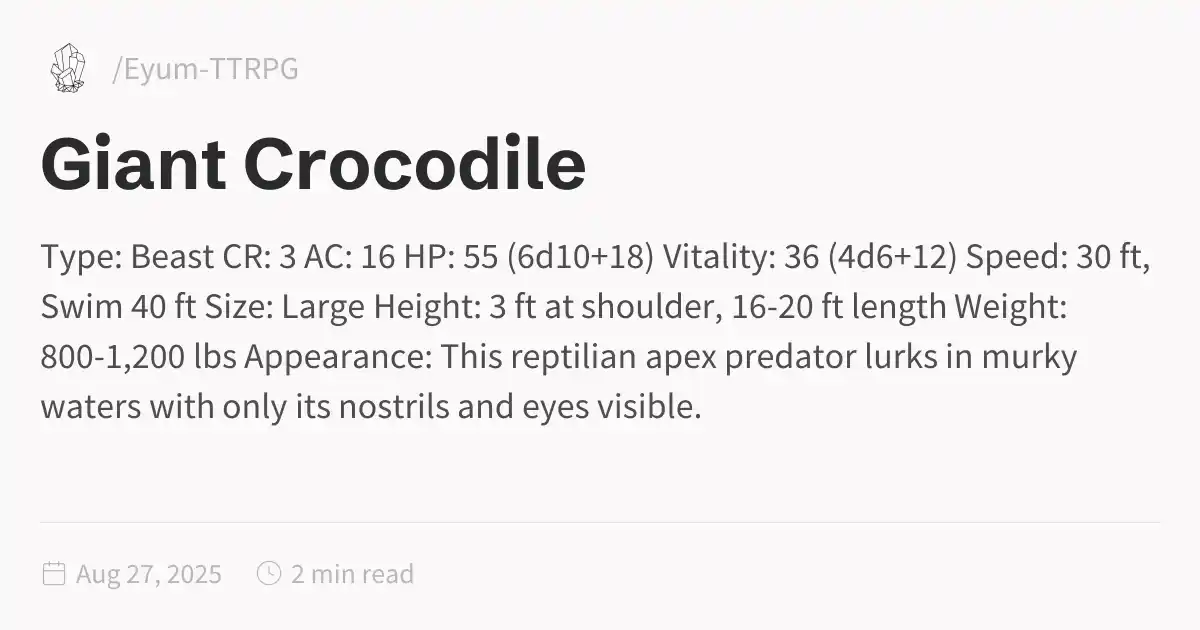 /Eyum-TTRPG
Giant Crocodile
Type: Beast CR: 3 AC: 16 HP: 55 (6d10+18) Vitality: 36 (4d6+12) Speed: 30 ft,
Swim 40 ft Size: Large Height: 3 ft at shoulder, 16-20 ft length Weight:
800-1,200 lbs Appearance: This reptilian apex predator lurks in murky
waters with only its nostrils and eyes visible.
Aug 27, 2025 2 min read